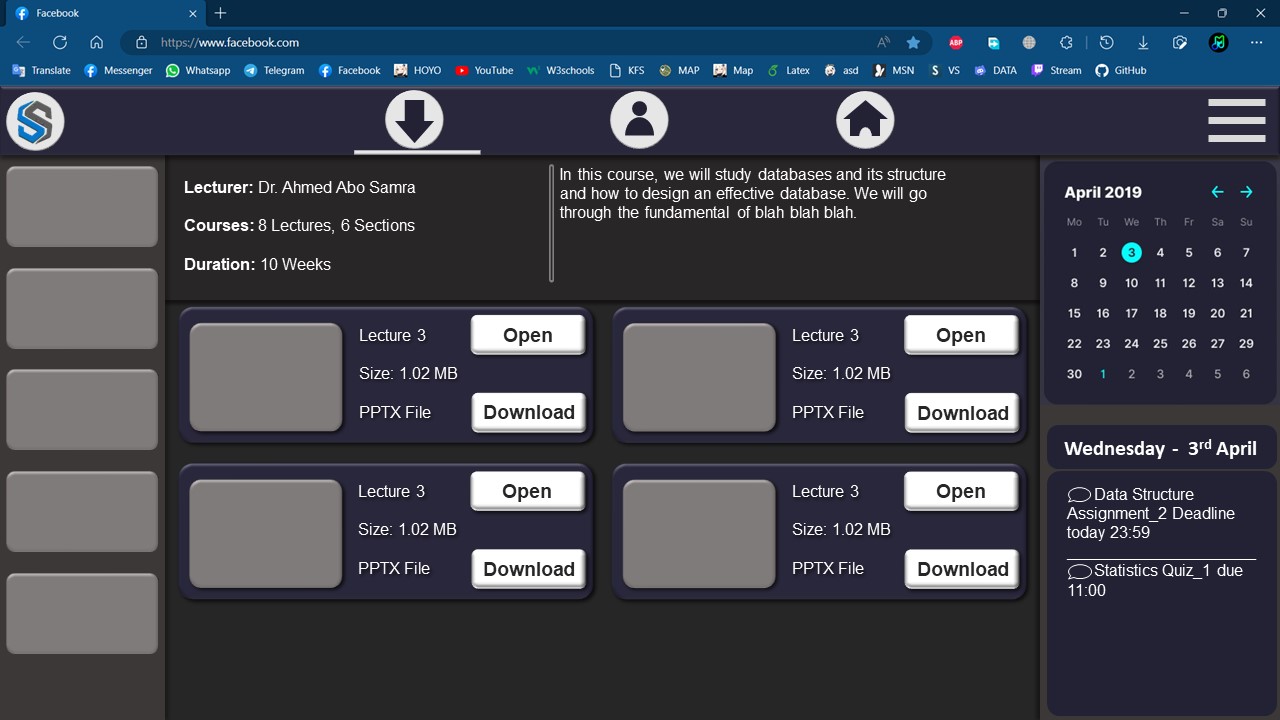 Facebook
https://www.facebook.com
ABP
Translate Messenger Whatsapp Telegram Facebook HOYO YouTube W3schools KFS MAP Map Latex asd MSN VS DATA Stream GitHub
Lecturer: Dr. Ahmed Abo Samra
Courses: 8 Lectures, 6 Sections
Duration: 10 Weeks
In this course, we will study databases and its structure
and how to design an effective database. We will go
through the fundamental of blah blah blah.
Lecture 3
Open
Size: 1.02 MB
PPTX File
Download
Lecture 3
Open
Size: 1.02 MB
PPTX File
Download
Lecture 3
Open
Size: 1.02 MB
PPTX File
Download
Lecture 3
Open
Size: 1.02 MB
PPTX File
Download
April 2019
Mo Tu We Th Fr Sa Su
1 2 3 4 5 6 7
8 9 10 11 12 13 14
15 16 17 18 19 20 21
22 23 24 25 26 27 29
30 1 2 3 4 5 6
Wednesday - 3rd April
Data Structure
Assignment_2 Deadline
today 23:59
Statistics Quiz_1 due
11:00